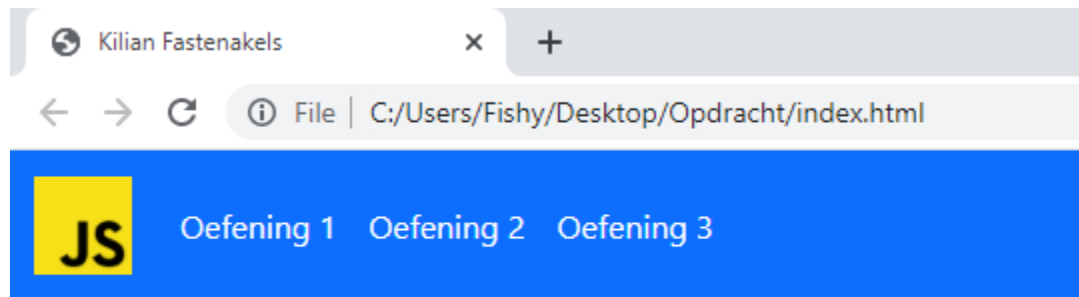 Kilian Fastenakels
File C:/Users/Fishy/Desktop/Opdracht/index.html
JS Oefening 1 Oefening 2 Oefening 3